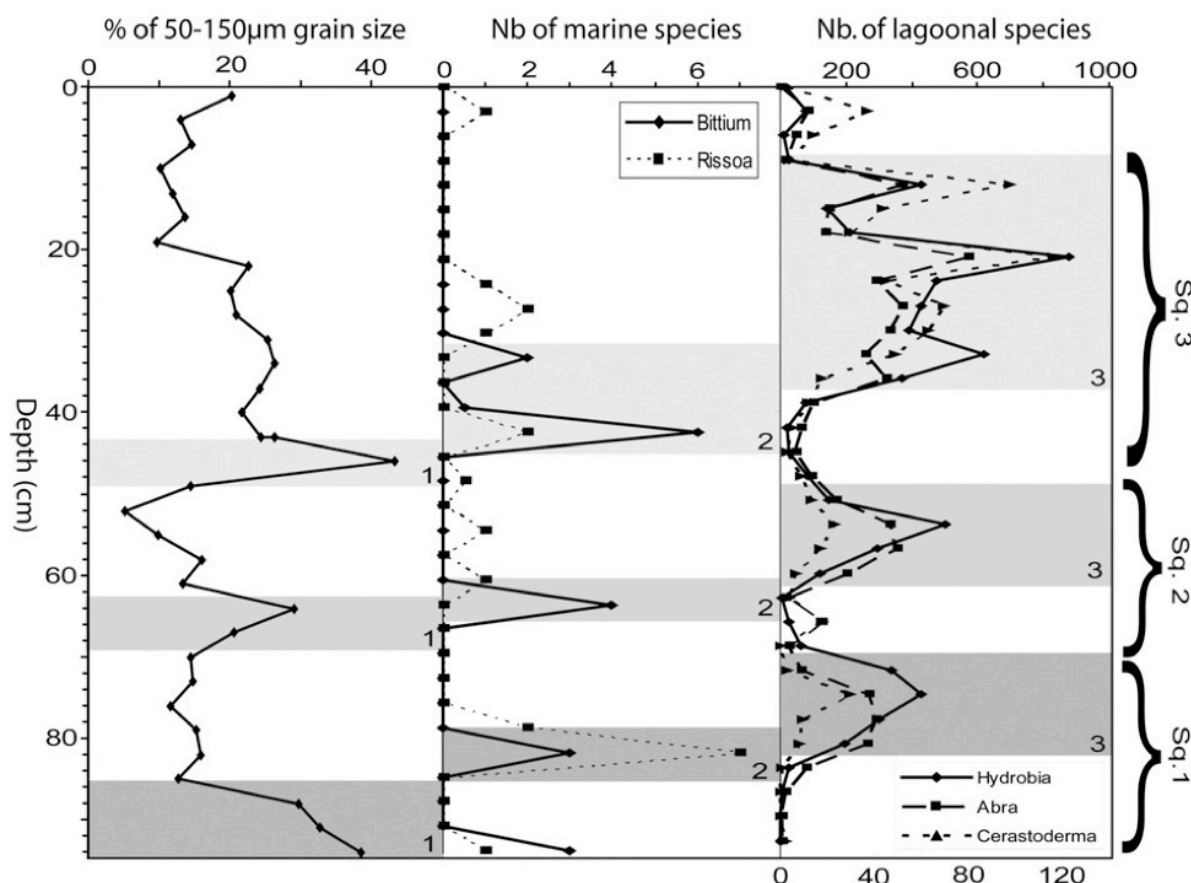 % of 50-150µm grain size
Nb of marine species
Nb. of lagoonal species
0 20 40
0 2 4 6
200 600 1000
0
20
40
60
80
Depth (cm)
Bittium
Rissoa
1
1
1
2
2
2
3
3
3
Sq. 3
Sq. 2
Sq.1
Hydrobia
Abra
Cerastoderma
0 40 80 120